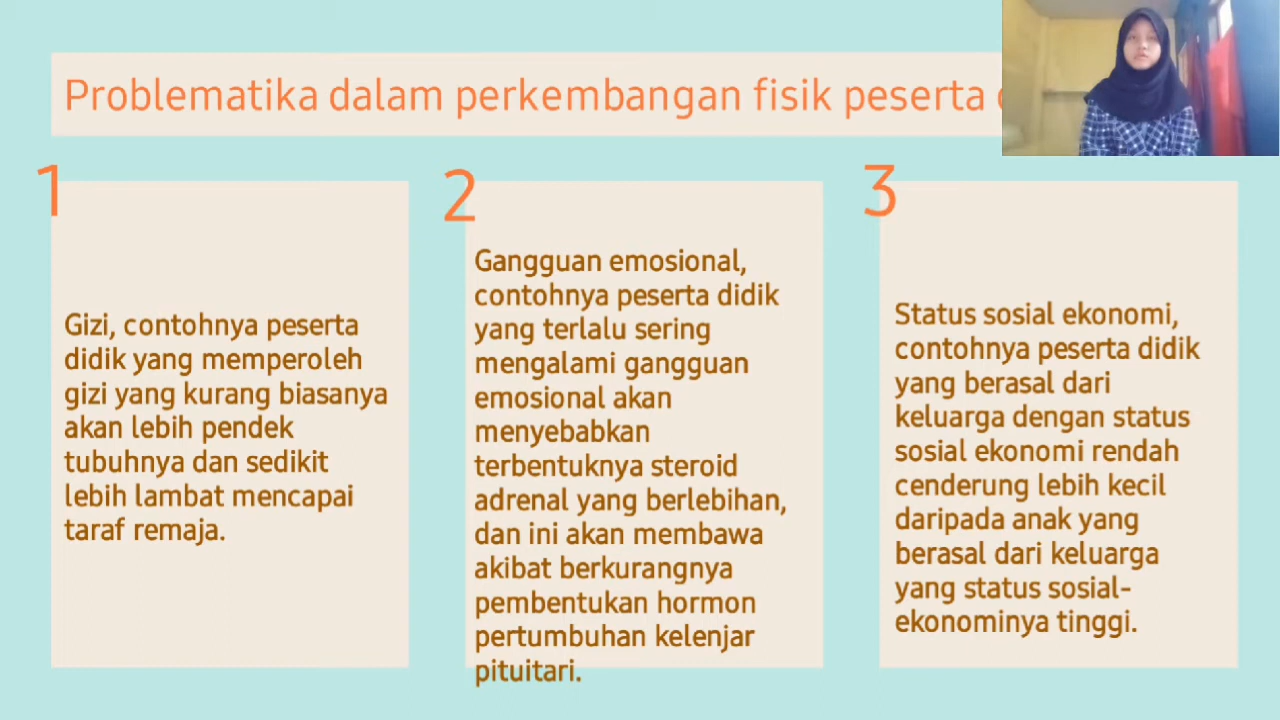 Problematika dalam perkembangan fisik peserta
1
Gizi, contohnya peserta
didik yang memperoleh
gizi yang kurang biasanya
akan lebih pendek
tubuhnya dan sedikit
lebih lambat mencapai
taraf remaja.
2
Gangguan emosional,
contohnya peserta didik
yang terlalu sering
mengalami gangguan
emosional akan
menyebabkan
terbentuknya steroid
adrenal yang berlebihan,
dan ini akan membawa
akibat berkurangnya
pembentukan hormon
pertumbuhan kelenjar
pituitari.
3
Status sosial ekonomi,
contohnya peserta didik
yang berasal dari
keluarga dengan status
sosial ekonomi rendah
cenderung lebih kecil
daripada anak yang
berasal dari keluarga
yang status sosial-
ekonominya tinggi.